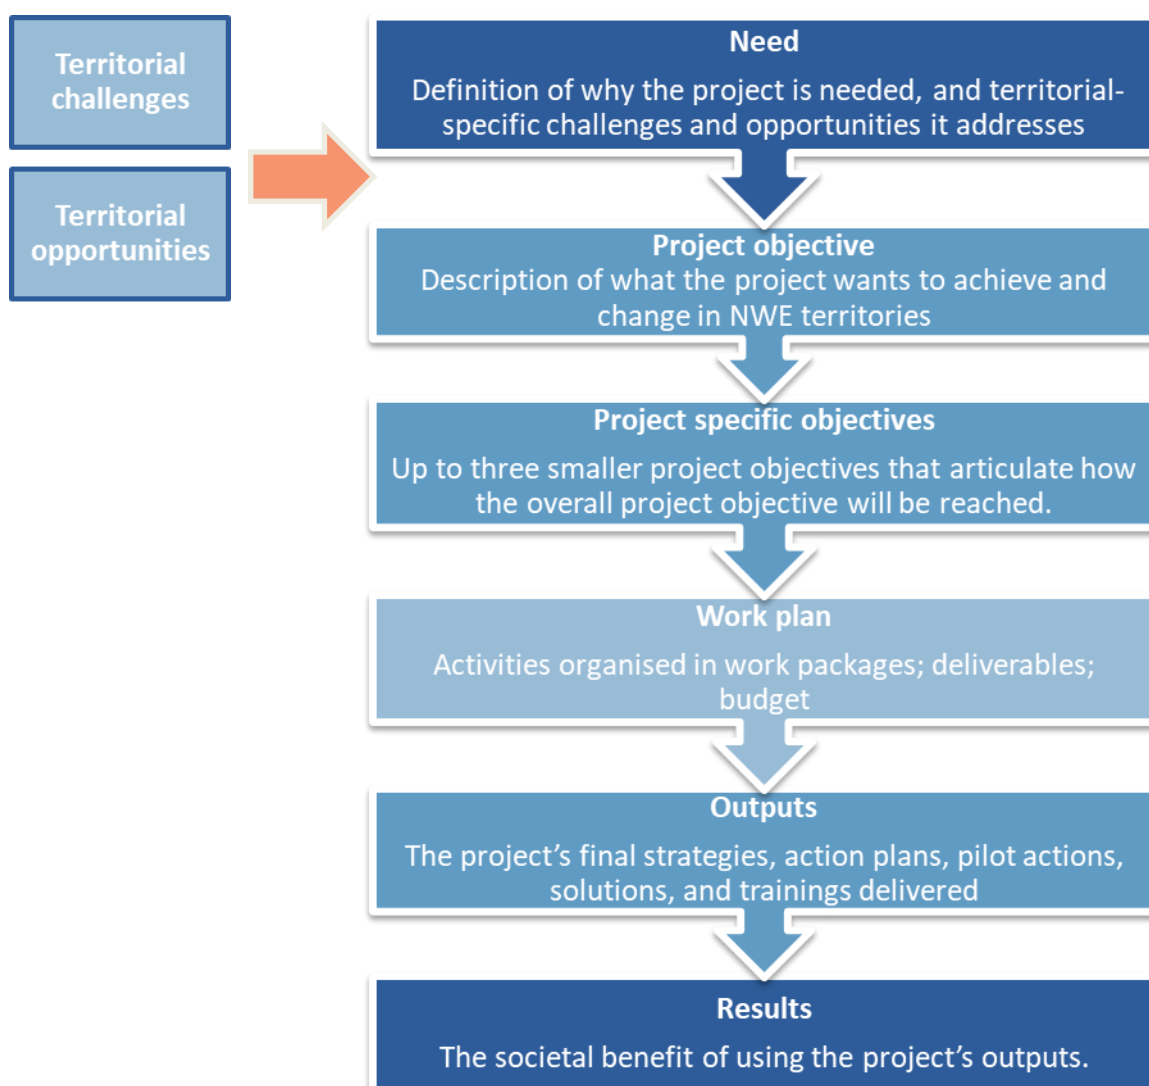 Territorial
challenges
Territorial
opportunities
Need
Definition of why the project is needed, and territorial-
specific challenges and opportunities it addresses
Project objective
Description of what the project wants to achieve and
change in NWE territories
Project specific objectives
Up to three smaller project objectives that articulate how
the overall project objective will be reached.
Work plan
Activities organised in work packages; deliverables;
budget
Outputs
The project’s final strategies, action plans, pilot actions,
solutions, and trainings delivered
Results
The societal benefit of using the project’s outputs.